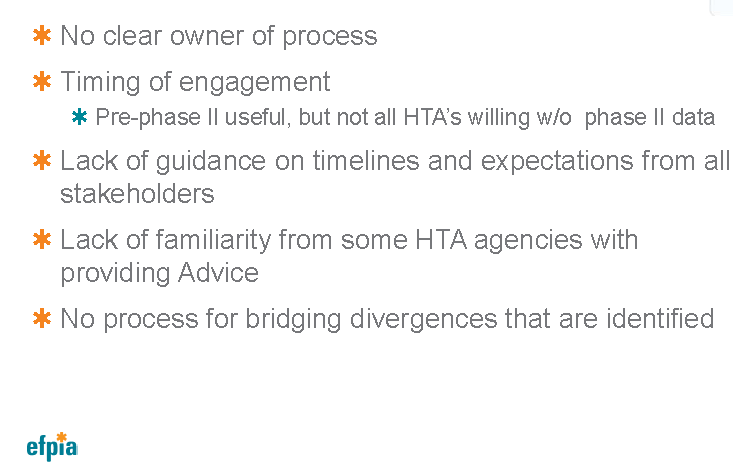 No clear owner of process
Timing of engagement
Pre-phase II useful, but not all HTA's willing w/o phase II data
Lack of guidance on timelines and expectations from all
stakeholders
Lack of familiarity from some HTA agencies with
providing Advice
No process for bridging divergences that are identified
efpia